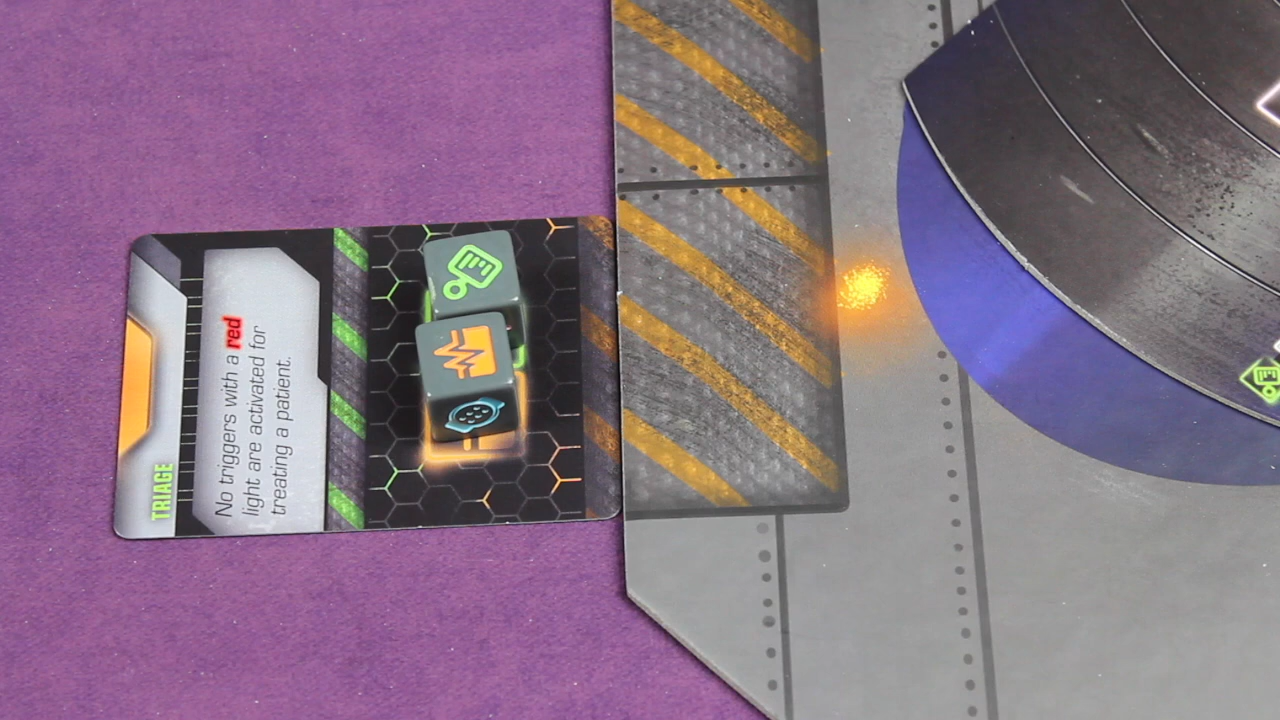 TRIAGE
No triggers with a red
light are activated for
treating a patient.